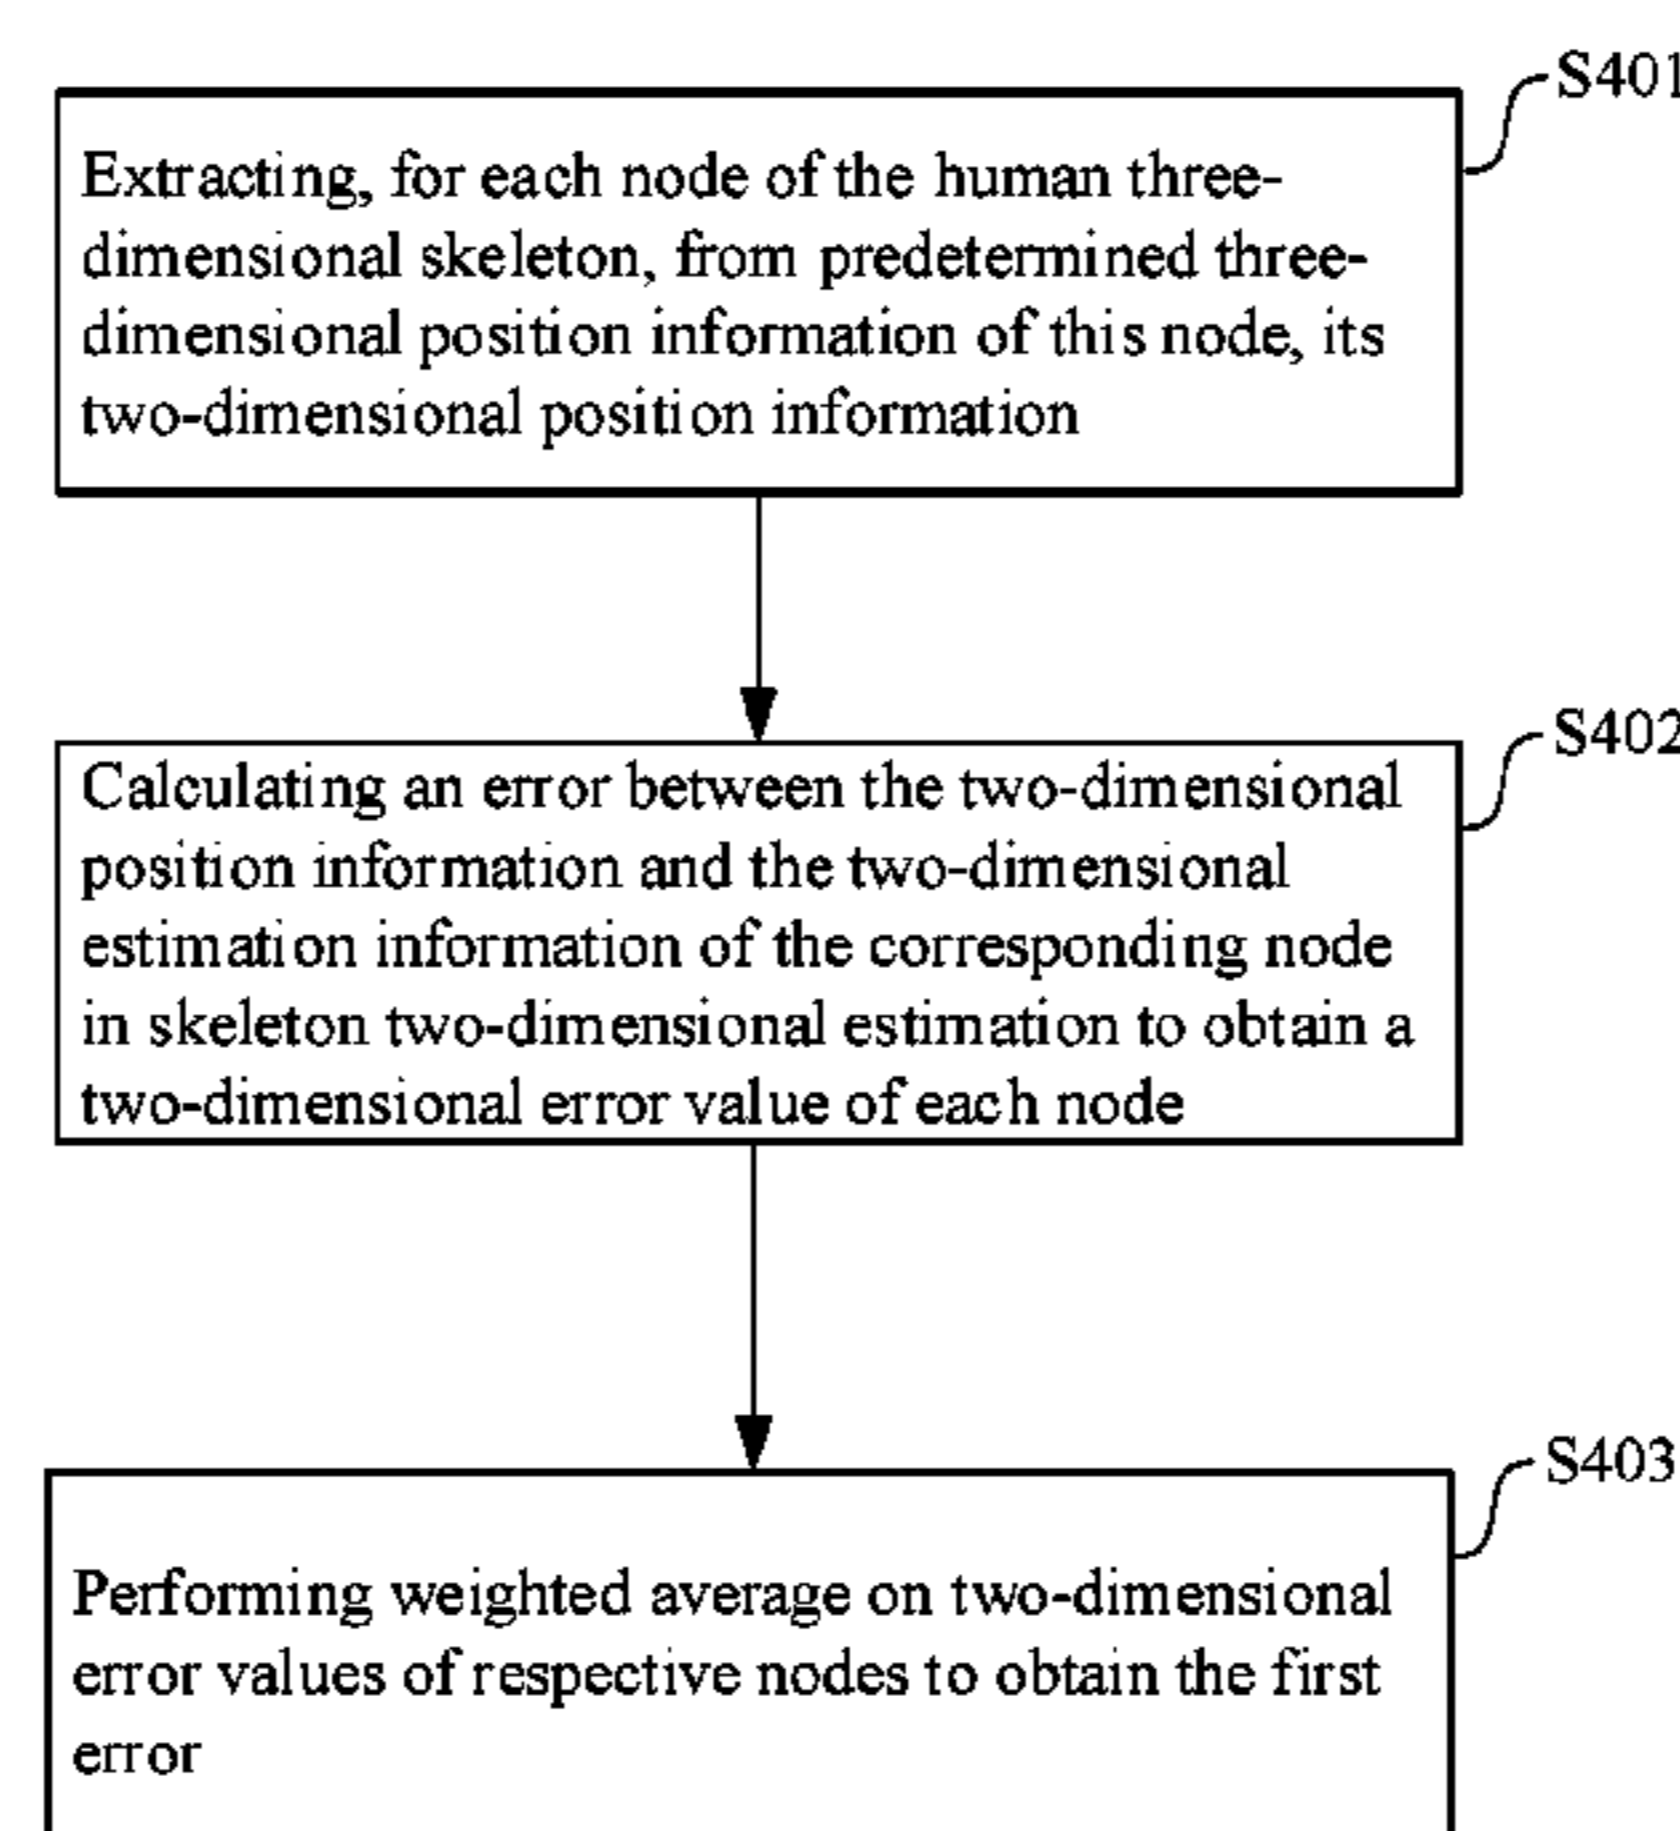 S401
Extracting, for each node of the human three-
dimensional skeleton, from predetermined three-
dimensional position information of this node, its
two-dimensional position information
S402
Calculating an error between the two-dimensional
position information and the two-dimensional
estimation information of the corresponding node
in skeleton two-dimensional estimation to obtain a
two-dimensional error value of each node
S403
Performing weighted average on two-dimensional
error values of respective nodes to obtain the first
error